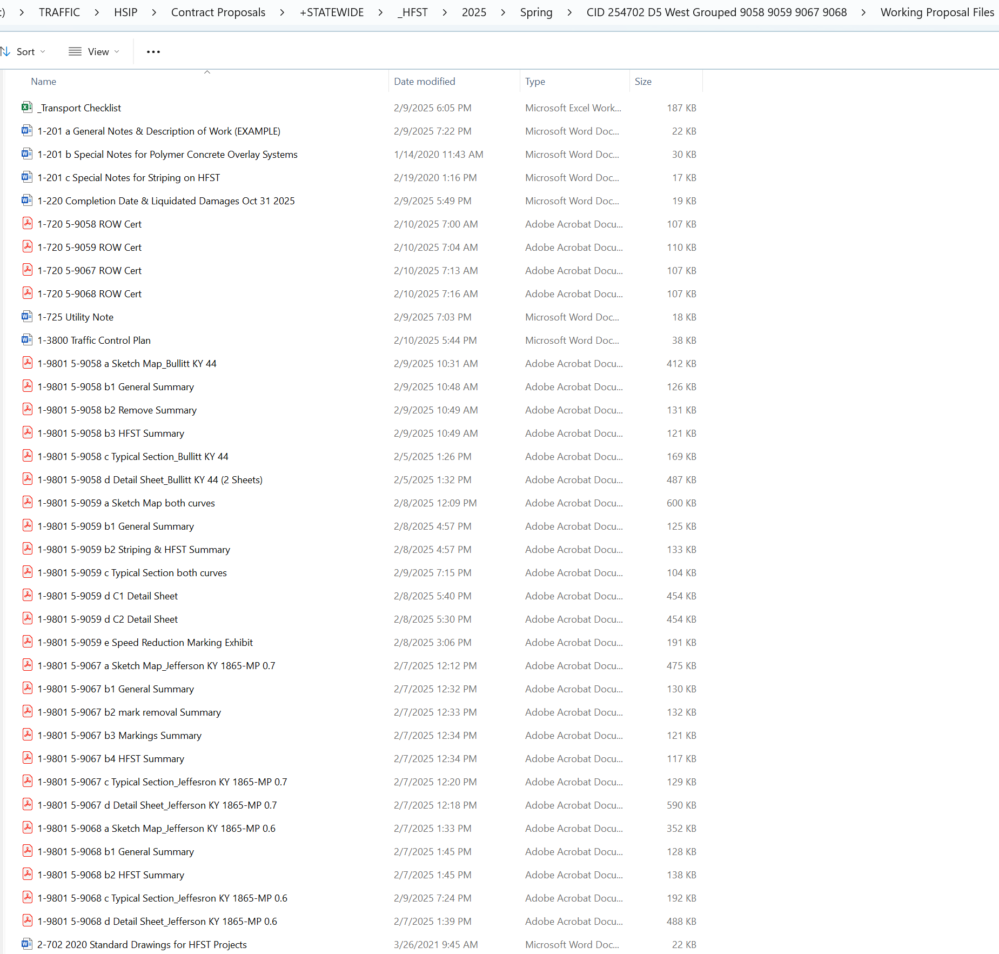 :) > TRAFFIC > HSIP > Contract Proposals > +STATEWIDE > _HFST > 2025 > Spring > CID 254702 D5 West Grouped 9058 9059 9067 9068 > Working Proposal Files
Sort View ...
Name Date modified Type Size
_Transport Checklist 2/9/2025 6:05 PM Microsoft Excel Work... 187 KB
1-201 a General Notes & Description of Work (EXAMPLE) 2/9/2025 7:22 PM Microsoft Word Doc... 22 KB
1-201 b Special Notes for Polymer Concrete Overlay Systems 1/14/2020 11:43 AM Microsoft Word Doc... 30 KB
1-201 c Special Notes for Striping on HFST 2/19/2020 1:16 PM Microsoft Word Doc... 17 KB
1-220 Completion Date & Liquidated Damages Oct 31 2025 2/9/2025 5:49 PM Microsoft Word Doc... 19 KB
1-720 5-9058 ROW Cert 2/10/2025 7:00 AM Adobe Acrobat Docu... 107 KB
1-720 5-9059 ROW Cert 2/10/2025 7:04 AM Adobe Acrobat Docu... 110 KB
1-720 5-9067 ROW Cert 2/10/2025 7:13 AM Adobe Acrobat Docu... 107 KB
1-720 5-9068 ROW Cert 2/10/2025 7:16 AM Adobe Acrobat Docu... 107 KB
1-725 Utility Note 2/9/2025 7:03 PM Microsoft Word Doc... 18 KB
1-3800 Traffic Control Plan 2/10/2025 5:44 PM Microsoft Word Doc... 38 KB
1-9801 5-9058 a Sketch Map_Bullitt KY 44 2/9/2025 10:31 AM Adobe Acrobat Docu... 412 KB
1-9801 5-9058 b1 General Summary 2/9/2025 10:48 AM Adobe Acrobat Docu... 126 KB
1-9801 5-9058 b2 Remove Summary 2/9/2025 10:49 AM Adobe Acrobat Docu... 131 KB
1-9801 5-9058 b3 HFST Summary 2/9/2025 10:49 AM Adobe Acrobat Docu... 121 KB
1-9801 5-9058 c Typical Section_Bullitt KY 44 2/5/2025 1:26 PM Adobe Acrobat Docu... 169 KB
1-9801 5-9058 d Detail Sheet_Bullitt KY 44 (2 Sheets) 2/5/2025 1:32 PM Adobe Acrobat Docu... 487 KB
1-9801 5-9059 a Sketch Map both curves 2/8/2025 12:09 PM Adobe Acrobat Docu... 600 KB
1-9801 5-9059 b1 General Summary 2/8/2025 4:57 PM Adobe Acrobat Docu... 125 KB
1-9801 5-9059 b2 Striping & HFST Summary 2/8/2025 4:57 PM Adobe Acrobat Docu... 133 KB
1-9801 5-9059 c Typical Section both curves 2/9/2025 7:15 PM Adobe Acrobat Docu... 104 KB
1-9801 5-9059 d C1 Detail Sheet 2/8/2025 5:40 PM Adobe Acrobat Docu... 454 KB
1-9801 5-9059 d C2 Detail Sheet 2/8/2025 5:30 PM Adobe Acrobat Docu... 454 KB
1-9801 5-9059 e Speed Reduction Marking Exhibit 2/8/2025 3:06 PM Adobe Acrobat Docu... 191 KB
1-9801 5-9067 a Sketch Map_Jefferson KY 1865-MP 0.7 2/7/2025 12:12 PM Adobe Acrobat Docu... 475 KB
1-9801 5-9067 b1 General Summary 2/7/2025 12:32 PM Adobe Acrobat Docu... 130 KB
1-9801 5-9067 b2 mark removal Summary 2/7/2025 12:33 PM Adobe Acrobat Docu... 132 KB
1-9801 5-9067 b3 Markings Summary 2/7/2025 12:34 PM Adobe Acrobat Docu... 121 KB
1-9801 5-9067 b4 HFST Summary 2/7/2025 12:34 PM Adobe Acrobat Docu... 117 KB
1-9801 5-9067 c Typical Section_Jeffesron KY 1865-MP 0.7 2/7/2025 12:20 PM Adobe Acrobat Docu... 129 KB
1-9801 5-9067 d Detail Sheet_Jefferson KY 1865-MP 0.7 2/7/2025 12:18 PM Adobe Acrobat Docu... 590 KB
1-9801 5-9068 a Sketch Map_Jefferson KY 1865-MP 0.6 2/7/2025 1:33 PM Adobe Acrobat Docu... 352 KB
1-9801 5-9068 b1 General Summary 2/7/2025 1:45 PM Adobe Acrobat Docu... 128 KB
1-9801 5-9068 b2 HFST Summary 2/7/2025 1:45 PM Adobe Acrobat Docu... 138 KB
1-9801 5-9068 c Typical Section_Jeffesron KY 1865-MP 0.6 2/9/2025 7:24 PM Adobe Acrobat Docu... 192 KB
1-9801 5-9068 d Detail Sheet_Jefferson KY 1865-MP 0.6 2/7/2025 1:39 PM Adobe Acrobat Docu... 488 KB
2-702 2020 Standard Drawings for HFST Projects 3/26/2021 9:45 AM Microsoft Word Doc... 22 KB